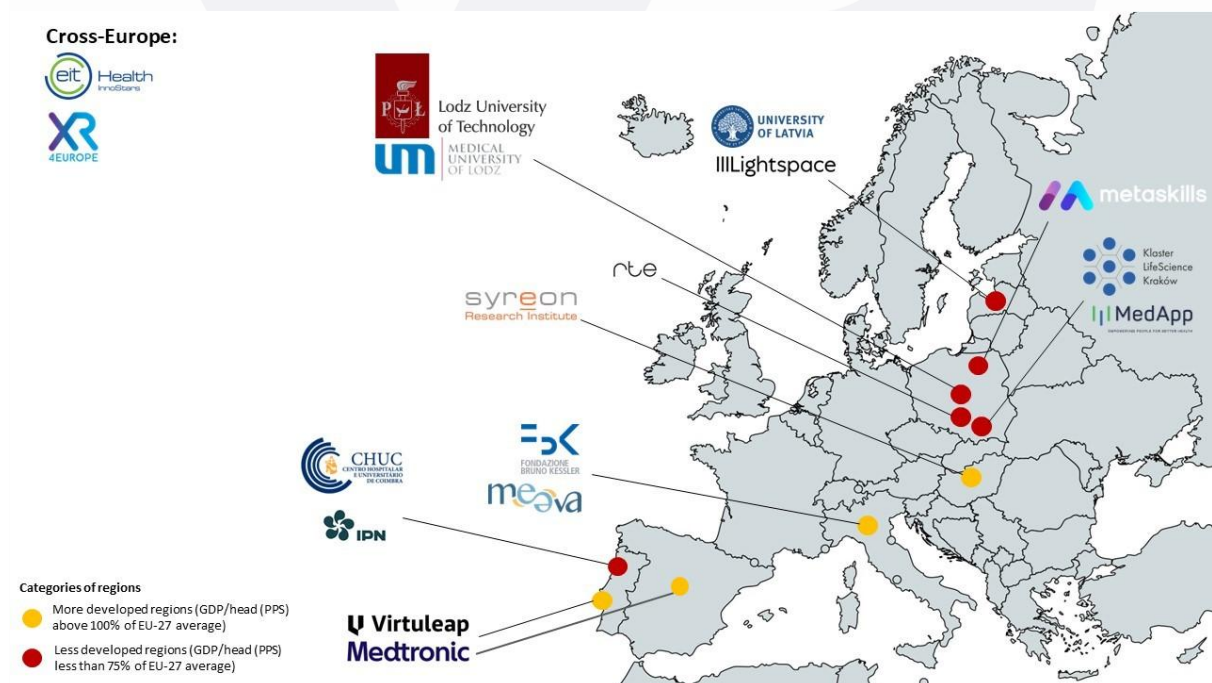 Cross-Europe:
eit Health
InnoStars
XR
4EUROPE
P Ł
Lodz University
of Technology
um MEDICAL
UNIVERSITY
OF LODZ
UNIVERSITY
OF LATVIA
Lightspace
metaskills
Klaster
LifeScience
Kraków
MedApp
rte
syreon
Research Institute
CHUC
CENTRO HOSPITALAR
E UNIVERSITÁRIO
DE COIMBRA
IPN
FBK
FONDAZIONE
BRUNO KESSLER
meeva
Virtuleap
Medtronic
Categories of regions
More developed regions (GDP/head (PPS)
above 100% of EU-27 average)
Less developed regions (GDP/head (PPS)
less than 75% of EU-27 average)